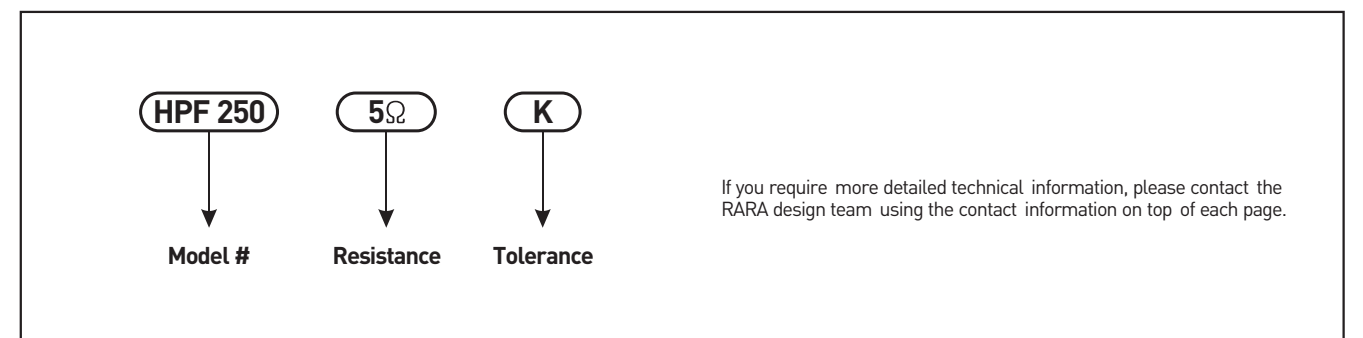 HPF 250 5Ω K
Model # Resistance Tolerance
If you require more detailed technical information, please contact the
RARA design team using the contact information on top of each page.